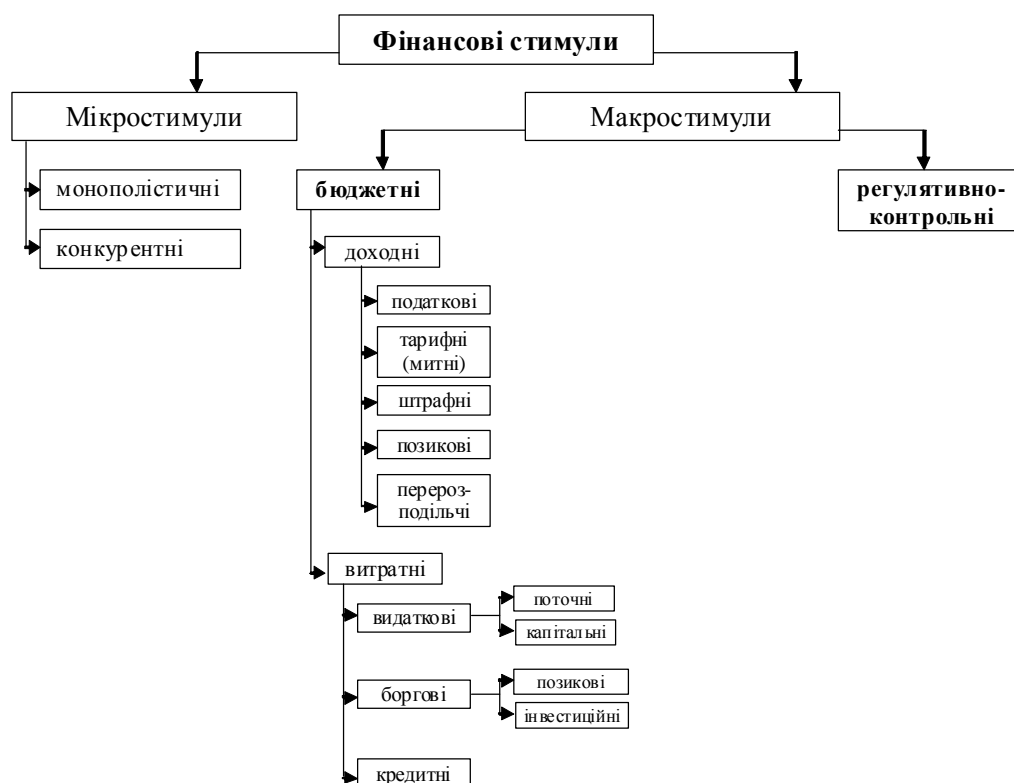 Фінансові стимули
Мікростимули
Макростимули
монополістичні
конкурентні
бюджетні
регулятивно-
контрольні
доходні
податкові
тарифні
(митні)
штрафні
позикові
перероз-
подільчі
витратні
видаткові
поточні
капітальні
боргові
позикові
інвестиційні
кредитні